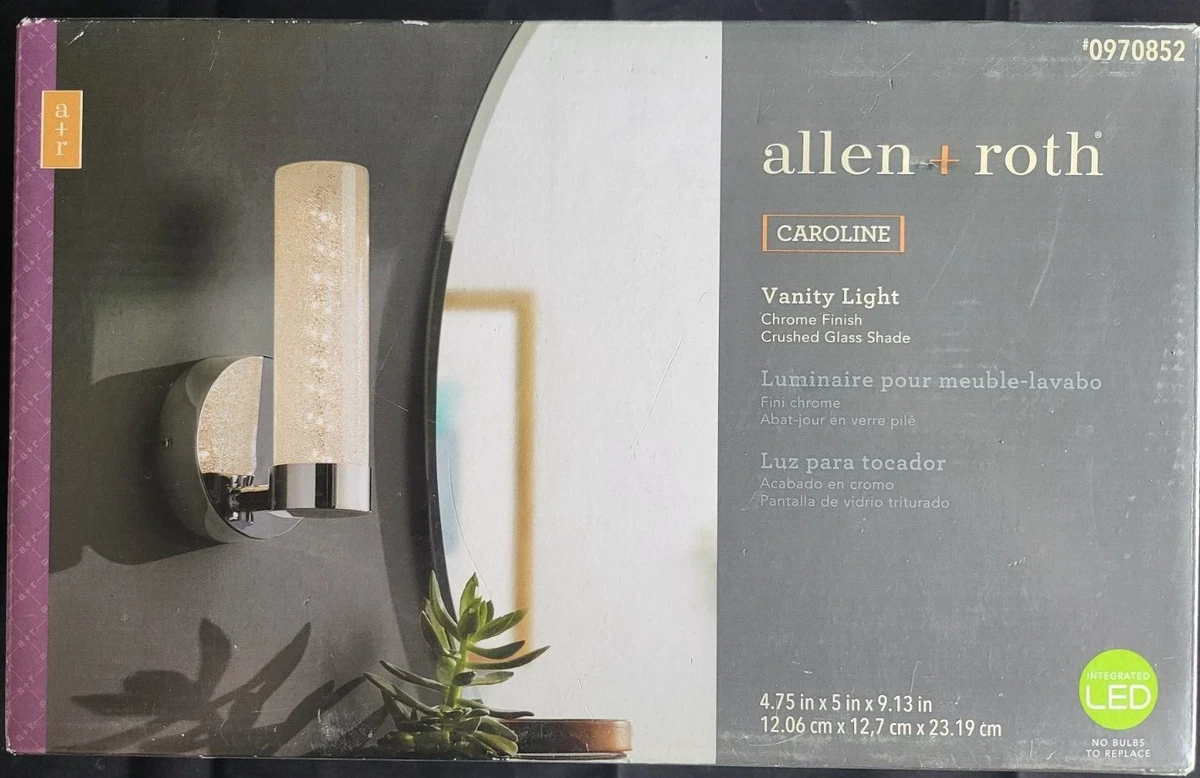 #0970852
a+r
allen + roth®
CAROLINE
Vanity Light
Chrome Finish
Crushed Glass Shade
Luminaire pour meuble-lavabo
Fini chrome
Abat-jour en verre pilé
Luz para tocador
Acabado en cromo
Pantalla de vidrio triturado
4.75 in x 5 in x 9.13 in
12.06 cm x 12,7 cm x 23.19 cm
INTEGRATED
LED
NO BULBS
TO REPLACE